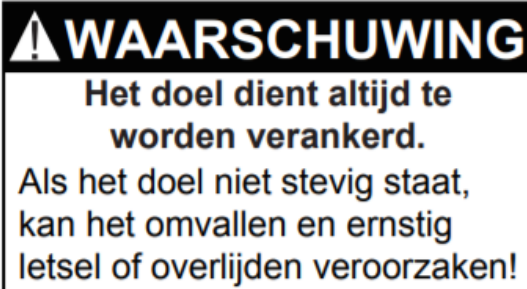 WAARSCHUWING
Het doel dient altijd te
worden verankerd.
Als het doel niet stevig staat,
kan het omvallen en ernstig
letsel of overlijden veroorzaken!